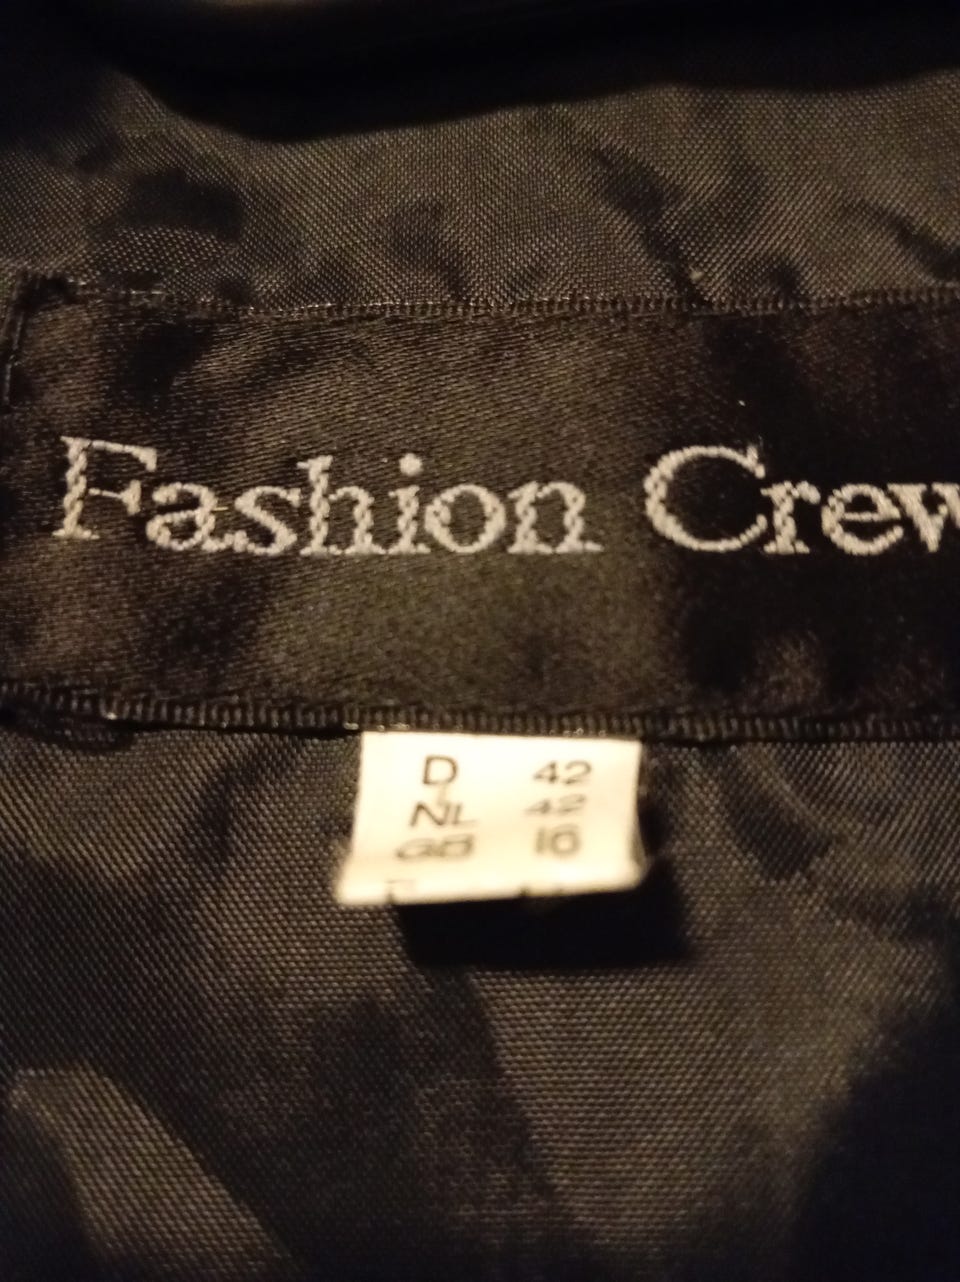 Fashion Crew
D 42
NL 42
GB 16